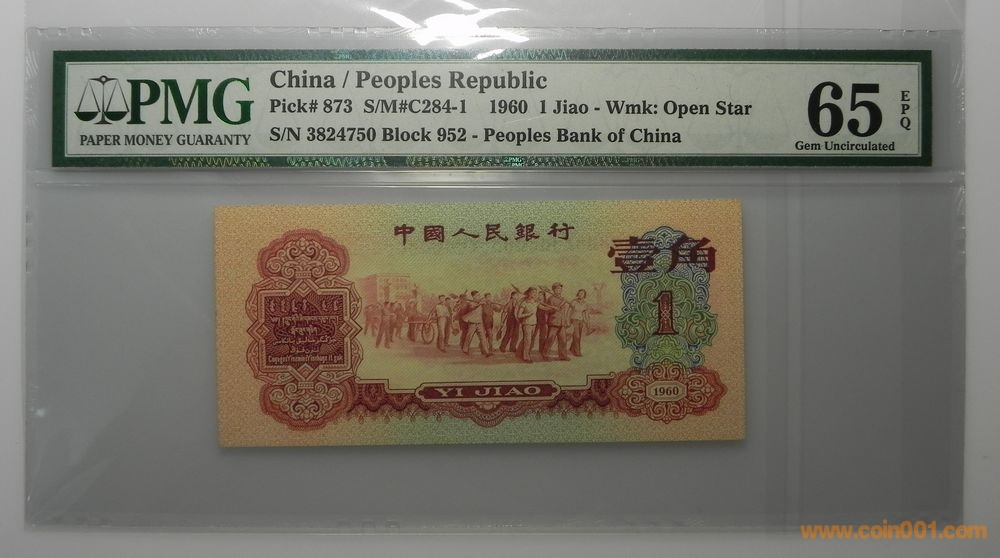 China / Peoples Republic
PMG
PAPER MONEY GUARANTY
Pick# 873 S/M#C284-1 1960 1 Jiao - Wmk: Open Star
S/N 3824750 Block 952 - Peoples Bank of China
65
EPQ
Gem Uncirculated
中國人民銀行
壹角
1
YI JIAO
1960
www.coin001.com